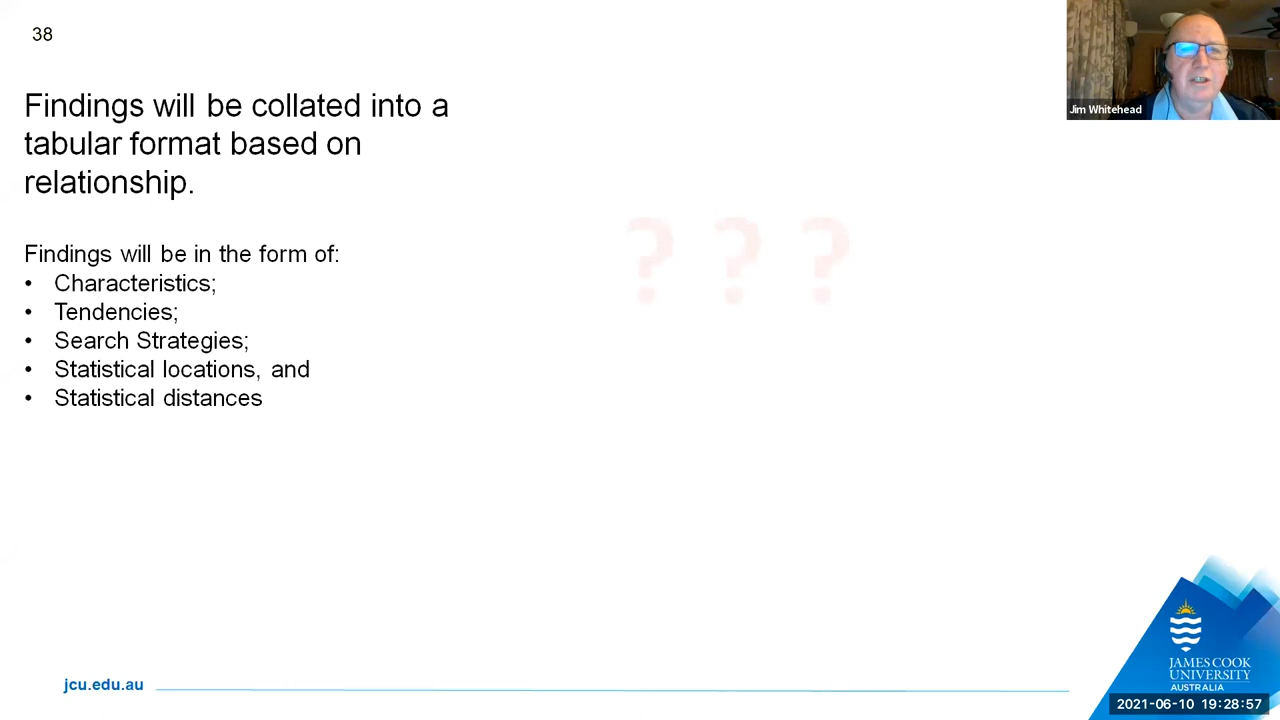 38
Jim Whitehead
Findings will be collated into a
tabular format based on
relationship.
? ? ?
Findings will be in the form of:
• Characteristics;
• Tendencies;
• Search Strategies;
• Statistical locations, and
• Statistical distances
jcu.edu.au
JAMES COOK
UNIVERSITY
AUSTRALIA
2021-06-10 19:28:57